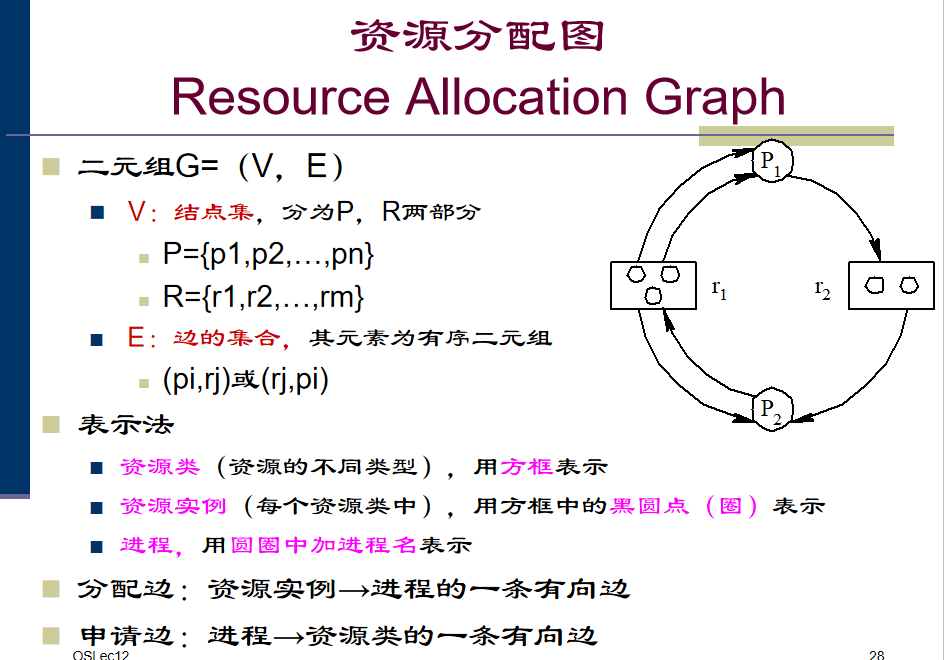 资源分配图
Resource Allocation Graph
二元组G=（V，E）
V：结点集，分为P，R两部分
P={p1,p2,…,pn}
R={r1,r2,…,rm}
E：边的集合，其元素为有序二元组
(pi,rj)或(rj,pi)
表示法
资源类（资源的不同类型），用方框表示
资源实例（每个资源类中），用方框中的黑圆点（圈）表示
进程，用圆圈中加进程名表示
分配边：资源实例→进程的一条有向边
申请边：进程→资源类的一条有向边
P1
r1
r2
P2
OSLec12
28